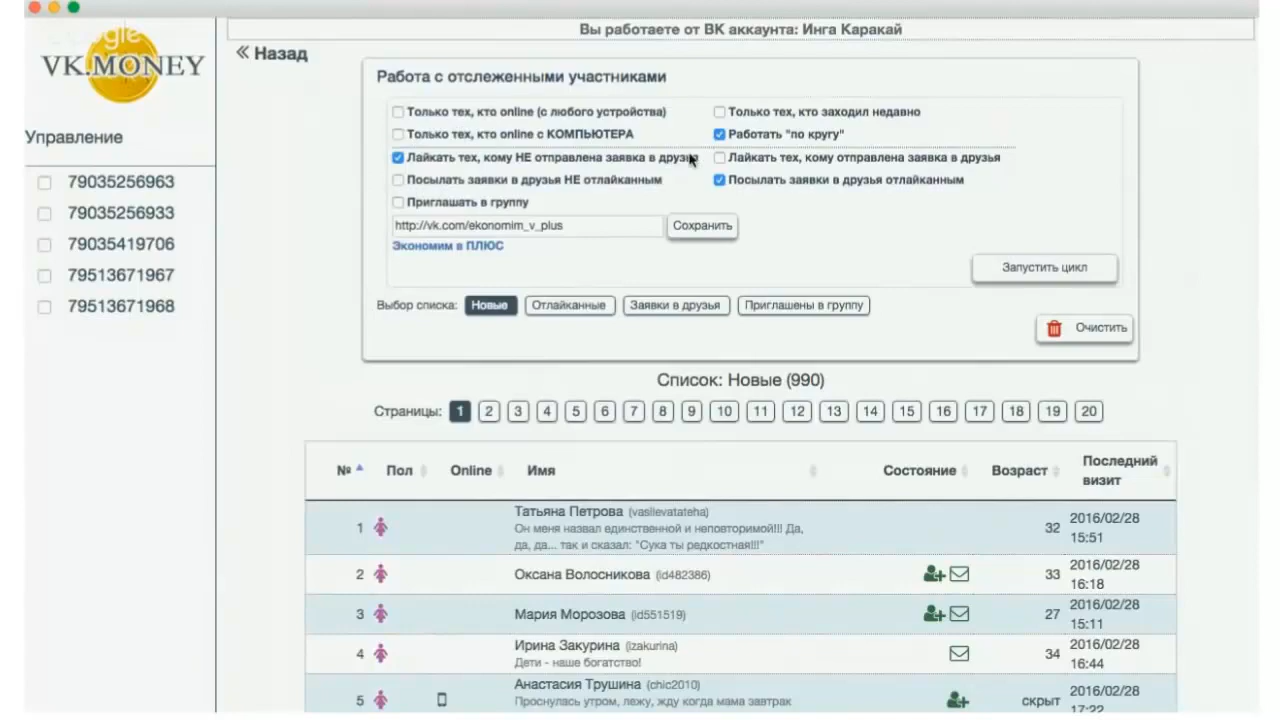 Вы работаете от ВК аккаунта: Инга Каракай
Google
VK.MONEY
« Назад
Управление
79035256963
79035256933
79035419706
79513671967
79513671968
Работа с отслеженными участниками
Только тех, кто online (с любого устройства)
Только тех, кто заходил недавно
Только тех, кто online с КОМПЬЮТЕРА
Работать "по кругу"
Лайкать тех, кому НЕ отправлена заявка в друзья
Лайкать тех, кому отправлена заявка в друзья
Посылать заявки в друзья НЕ отлайканным
Посылать заявки в друзья отлайканным
Приглашать в группу
http://vk.com/ekonomim_v_plus
Сохранить
Экономим в ПЛЮС
Запустить цикл
Выбор списка: Новые Отлайканные Заявки в друзья Приглашены в группу
Очистить
Список: Новые (990)
Страницы: 1 2 3 4 5 6 7 8 9 10 11 12 13 14 15 16 17 18 19 20
№ Пол Online Имя Состояние Возраст Последний
визит
1 Татьяна Петрова (vasilevatateha) 32 2016/02/28
Он меня назвал единственной и неповторимой!!! Да, 15:51
да, да... так и сказал: "Сука ты редкостная!!!"
2 Оксана Волосникова (id482386) 33 2016/02/28
16:18
3 Мария Морозова (id551519) 27 2016/02/28
15:11
4 Ирина Закурина (izakurina) 34 2016/02/28
Дети - наше богатство! 16:44
5 Анастасия Трушина (chic2010) скрыт 2016/02/28
Проснулась утром, лежу, жду когда мама завтрак 17:22